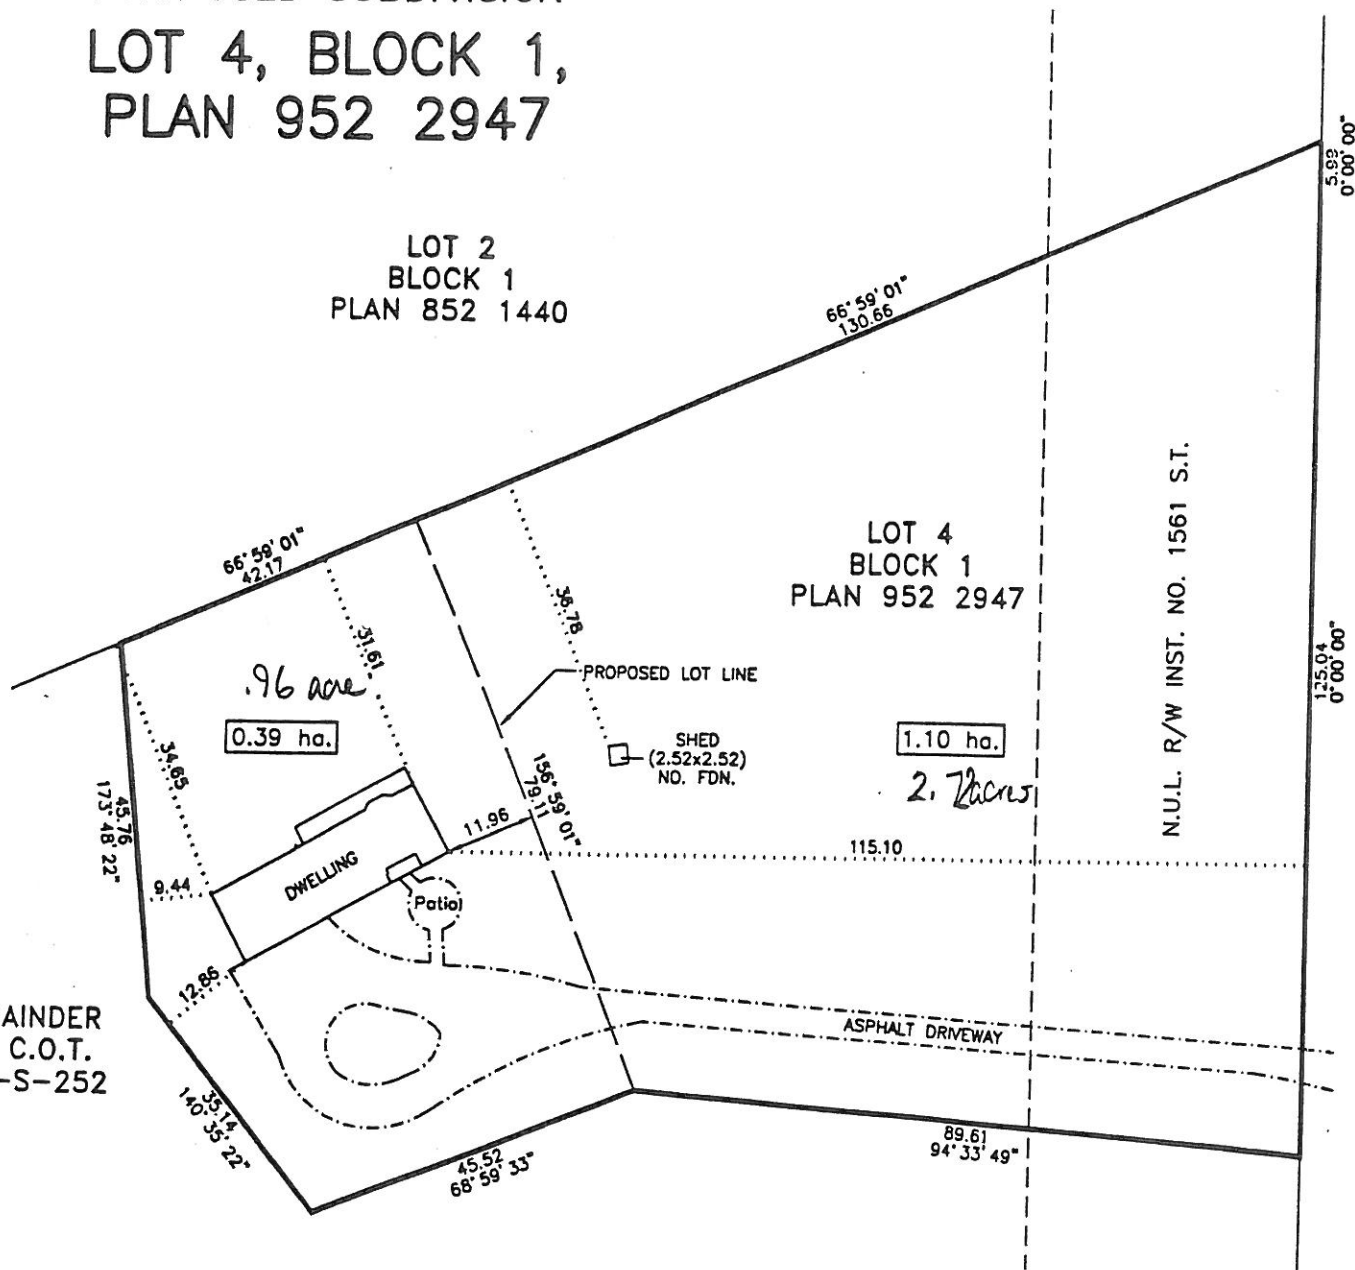 LOT 4, BLOCK 1,
PLAN 952 2947
5.99
0°00'00"
LOT 2
BLOCK 1
PLAN 852 1440
66°59'01"
130.66
N.U.L. R/W INST. NO. 1561 S.T.
LOT 4
BLOCK 1
PLAN 952 2947
66°59'01"
42.17
36.78
31.61
PROPOSED LOT LINE
125.04
0°00'00"
.96 acre
0.39 ha.
34.65
SHED
(2.52x2.52)
NO. FDN.
1.10 ha.
2.72acres
156°59'01"
79.11
45.76
173°48'22"
11.96
115.10
DWELLING
9.44
Patio
12.86
AINDER
C.O.T.
-S-252
ASPHALT DRIVEWAY
35.14
140°35'22"
89.61
94°33'49"
45.52
68°59'33"